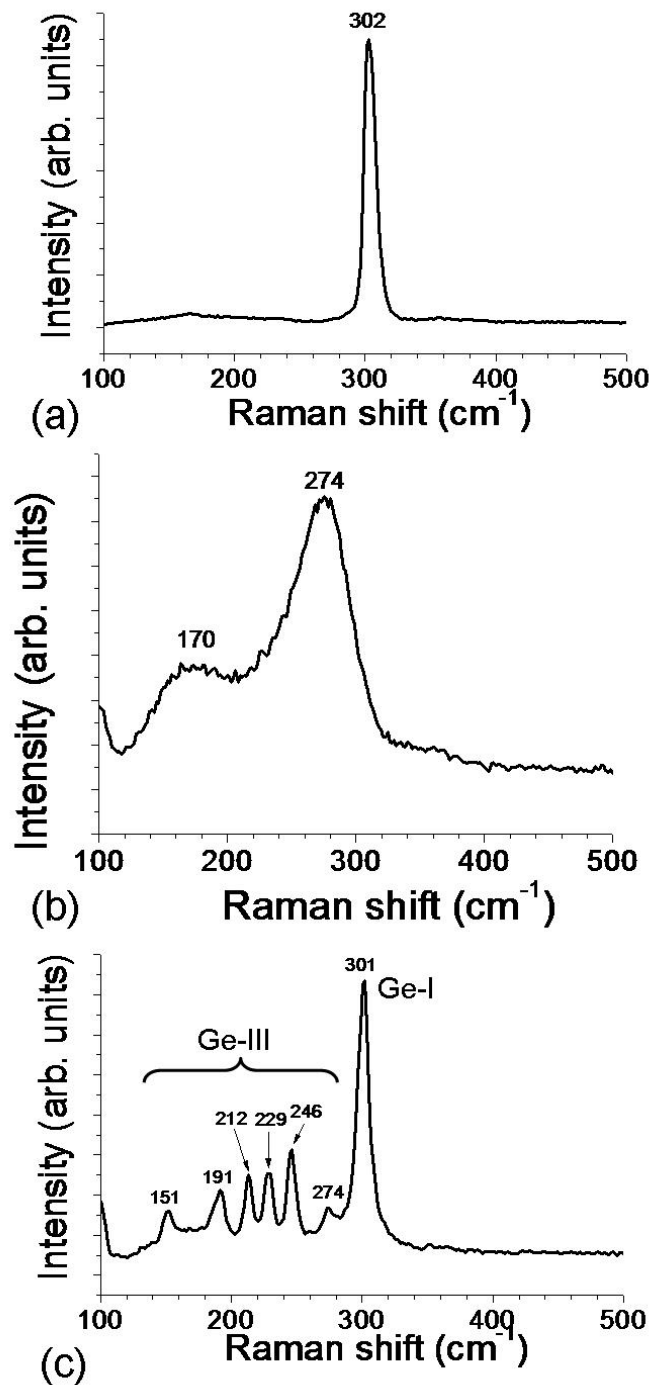 302
Intensity (arb. units)
100 200 300 400 500
Raman shift (cm⁻¹)
(a)
274
170
Intensity (arb. units)
100 200 300 400 500
Raman shift (cm⁻¹)
(b)
301
Ge-I
Ge-III
212 229 246
151 191 274
Intensity (arb. units)
100 200 300 400 500
Raman shift (cm⁻¹)
(c)